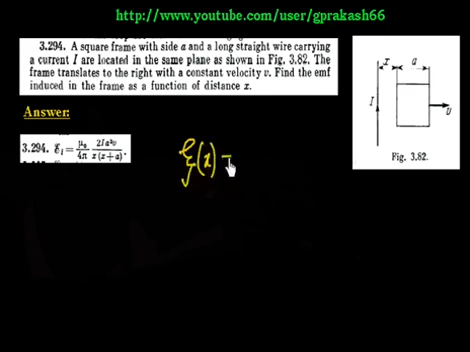 http://www.youtube.com/user/gprakash66
3.294. A square frame with side a and a long straight wire carrying
a current I are located in the same plane as shown in Fig. 3.82. The
frame translates to the right with a constant velocity v. Find the emf
induced in the frame as a function of distance x.
x a
I
v
Fig. 3.82.
Answer:
3.294. ℰi = μ0/4π 2Ia²v/x(x+a).
ξ(x) =